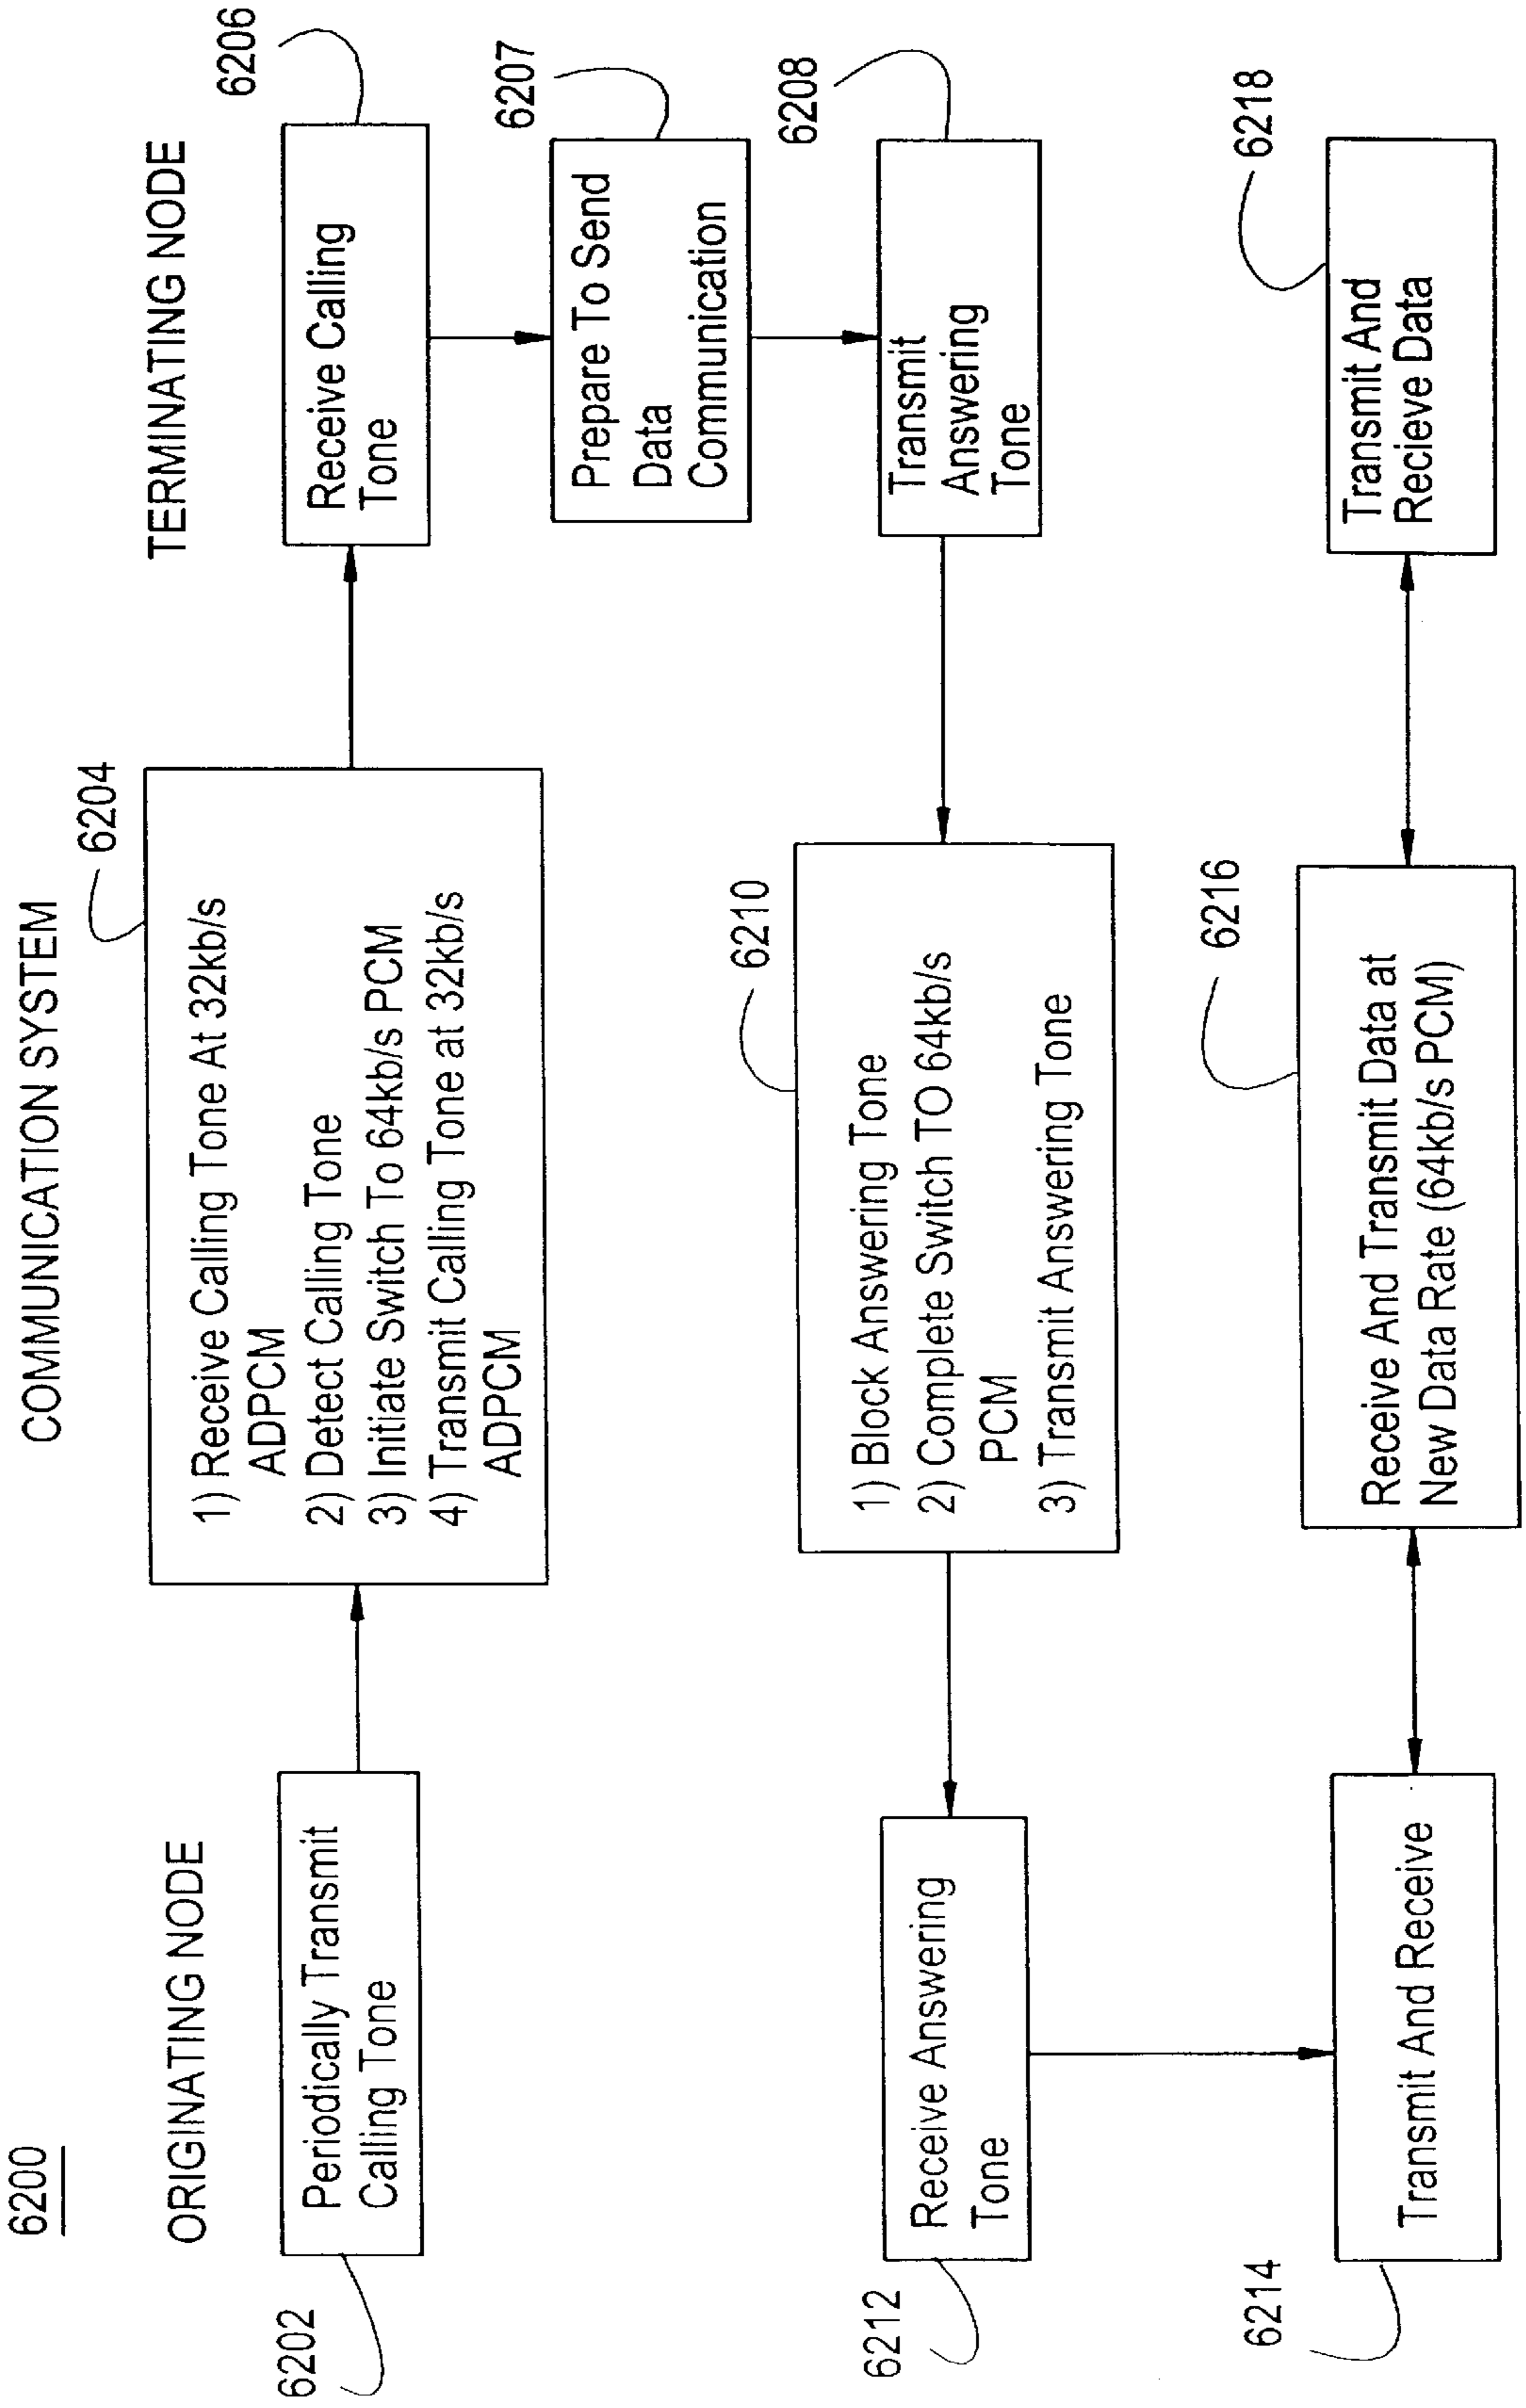 6200
ORIGINATING NODE
COMMUNICATION SYSTEM
TERMINATING NODE
6202
Periodically Transmit
Calling Tone
6204
1) Receive Calling Tone At 32kb/s
ADPCM
2) Detect Calling Tone
3) Initiate Switch To 64kb/s PCM
4) Transmit Calling Tone at 32kb/s
ADPCM
6206
Receive Calling
Tone
6207
Prepare To Send
Data
Communication
6208
Transmit
Answering
Tone
6210
1) Block Answering Tone
2) Complete Switch TO 64kb/s
PCM
3) Transmit Answering Tone
6212
Receive Answering
Tone
6214
Transmit And Receive
6216
Receive And Transmit Data at
New Data Rate (64kb/s PCM)
6218
Transmit And
Recieve Data